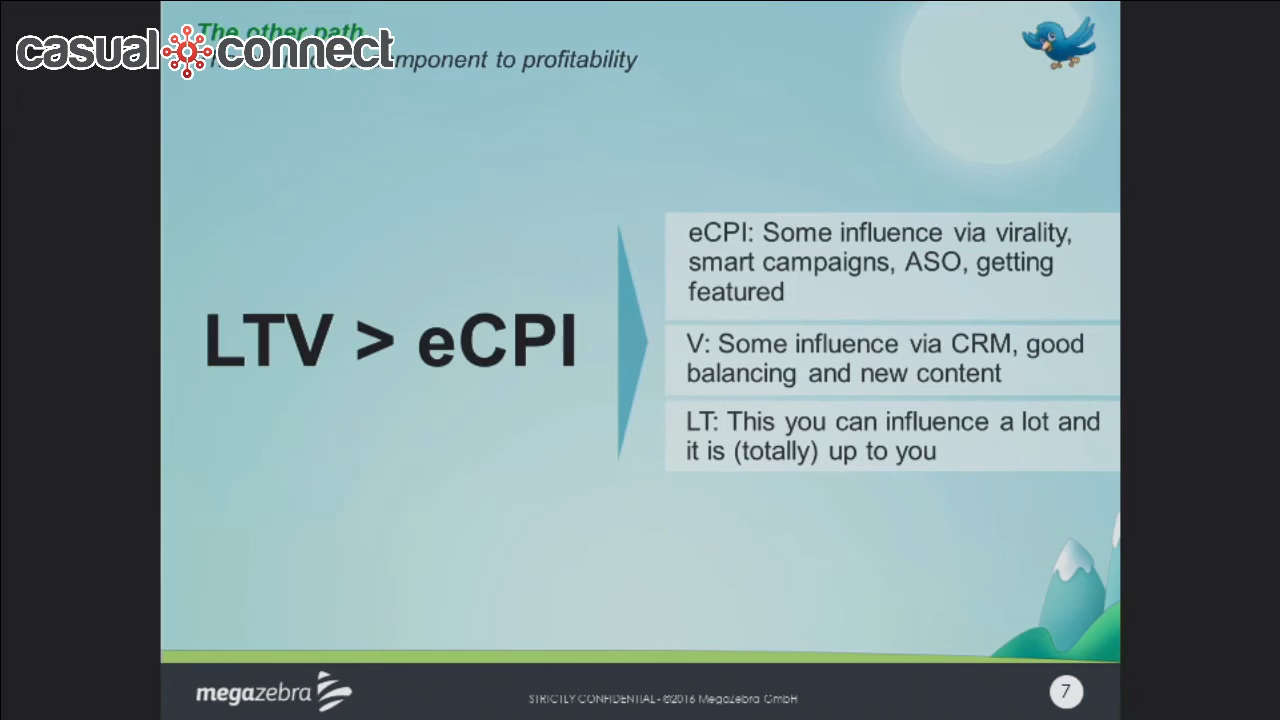 The other path
casual connect
component to profitability
LTV > eCPI
eCPI: Some influence via virality,
smart campaigns, ASO, getting
featured
V: Some influence via CRM, good
balancing and new content
LT: This you can influence a lot and
it is (totally) up to you
megazebra
STRICTLY CONFIDENTIAL - ©2016 MegaZebra GmbH
7